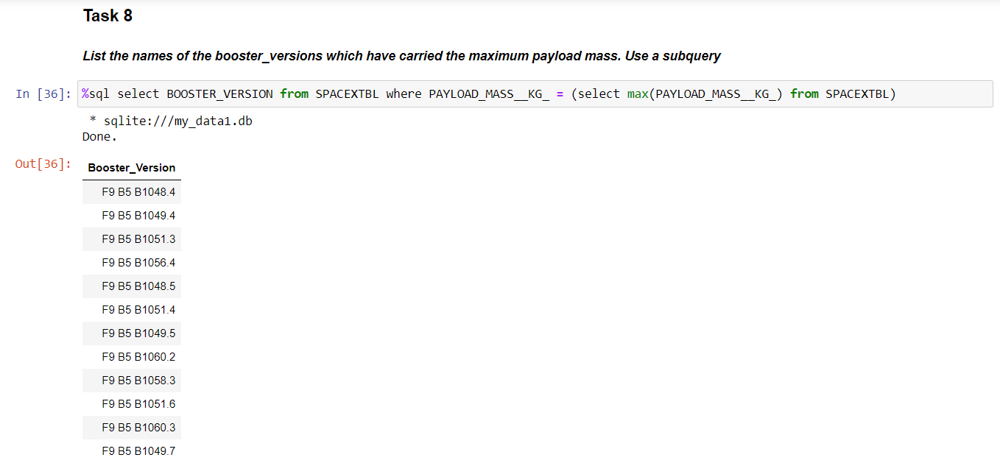 Task 8
List the names of the booster_versions which have carried the maximum payload mass. Use a subquery
In [36]: %sql select BOOSTER_VERSION from SPACEXTBL where PAYLOAD_MASS__KG_ = (select max(PAYLOAD_MASS__KG_) from SPACEXTBL)
* sqlite:///my_data1.db
Done.
Out[36]: Booster_Version
F9 B5 B1048.4
F9 B5 B1049.4
F9 B5 B1051.3
F9 B5 B1056.4
F9 B5 B1048.5
F9 B5 B1051.4
F9 B5 B1049.5
F9 B5 B1060.2
F9 B5 B1058.3
F9 B5 B1051.6
F9 B5 B1060.3
F9 B5 B1049.7